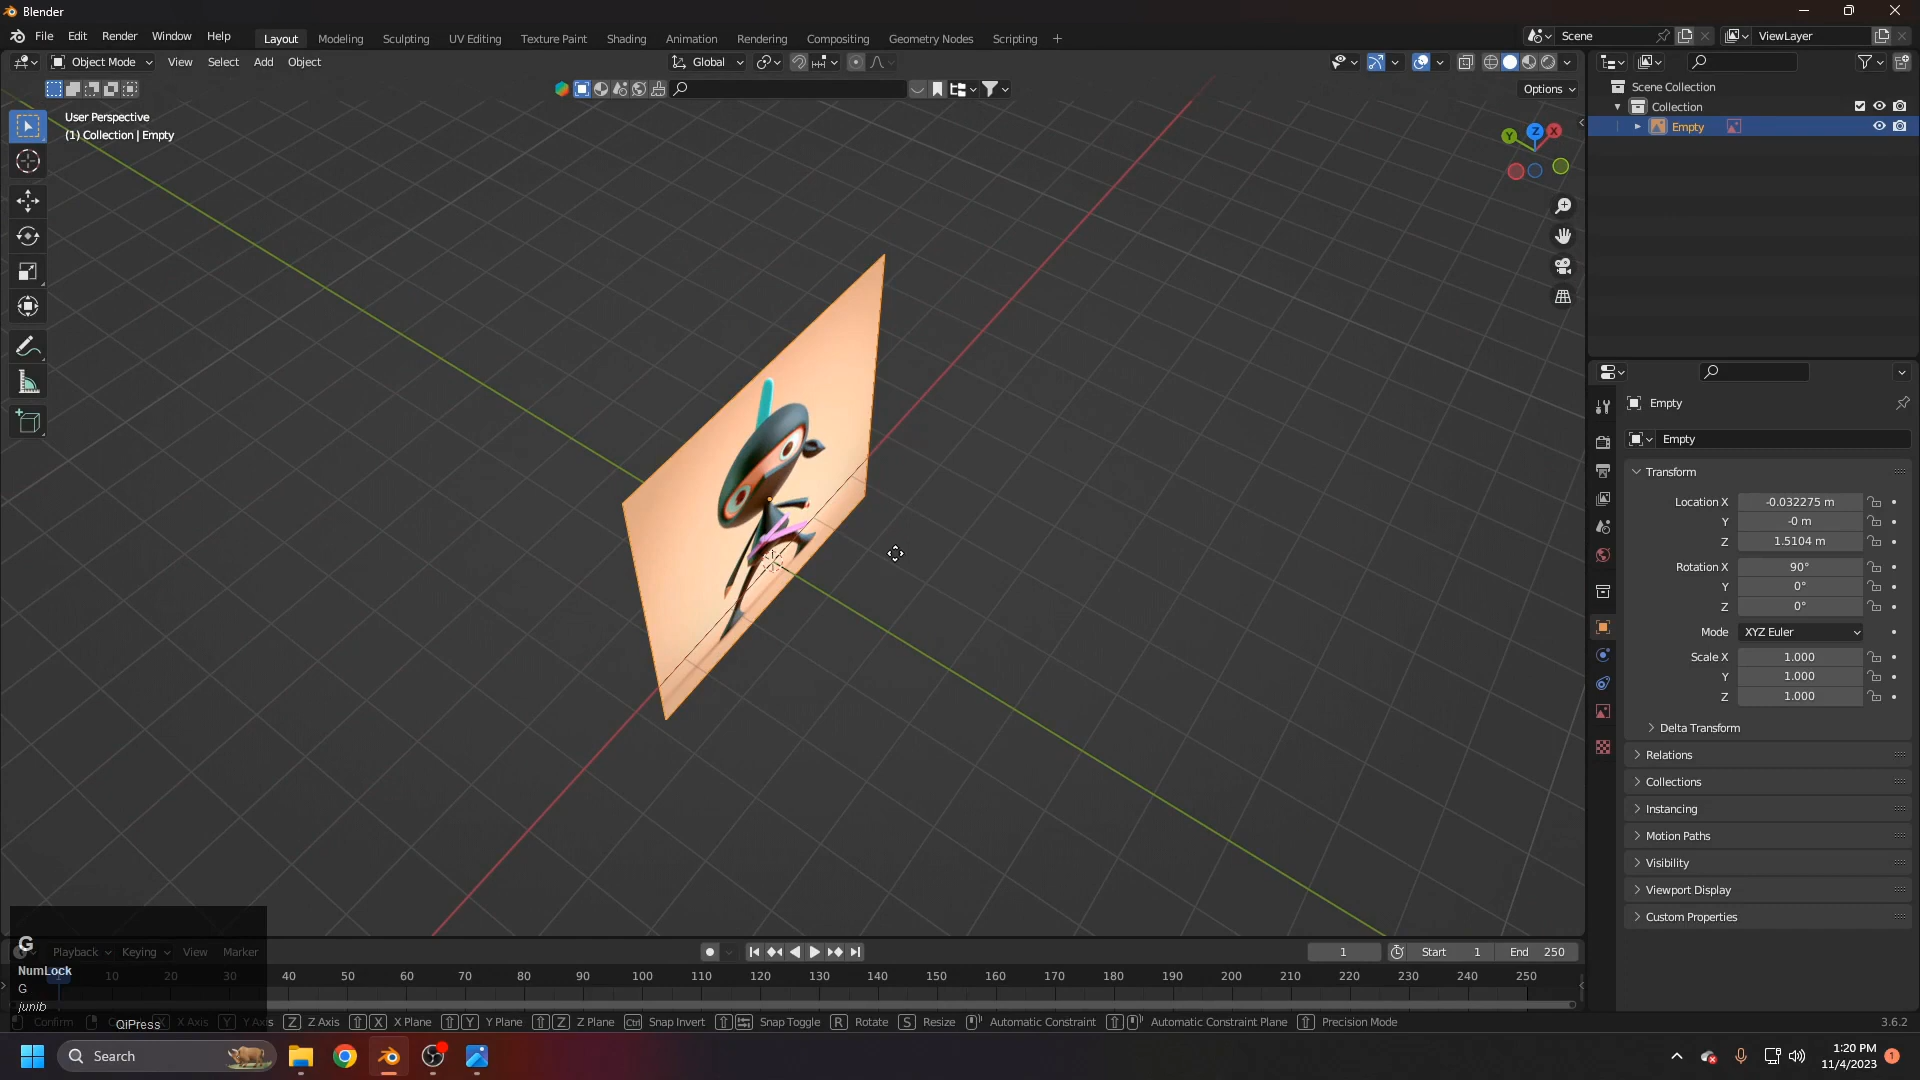 Blender
File Edit Render Window Help
Layout Modeling Sculpting UV Editing Texture Paint Shading Animation Rendering Compositing Geometry Nodes Scripting +
Scene
ViewLayer
Object Mode View Select Add Object
Global
Options
User Perspective
(1) Collection | Empty
Z
Y
X
Scene Collection
Collection
Empty
Empty
Empty
Transform
Location X -0.032275 m
Y -0 m
Z 1.5104 m
Rotation X 90°
Y 0°
Z 0°
Mode XYZ Euler
Scale X 1.000
Y 1.000
Z 1.000
Delta Transform
Relations
Collections
Instancing
Motion Paths
Visibility
Viewport Display
Custom Properties
G
NumLock
G
junib
QiPress
Playback Keying View Marker
1 Start 1 End 250
10 20 30 40 50 60 70 80 90 100 110 120 130 140 150 160 170 180 190 200 210 220 230 240 250
Confirm X X Axis Y Y Axis Z Z Axis X X Plane Y Y Plane Z Z Plane Ctrl Snap Invert Snap Toggle R Rotate S Resize Automatic Constraint Automatic Constraint Plane Precision Mode
3.6.2
Search
1:20 PM
11/4/2023
1